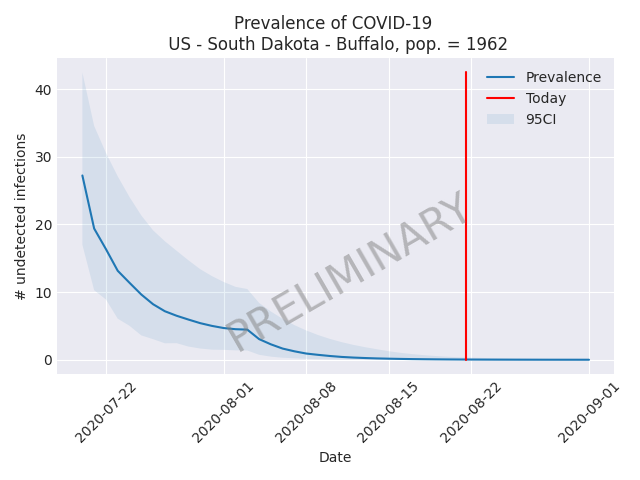 Prevalence of COVID-19
US - South Dakota - Buffalo, pop. = 1962
# undetected infections
40
30
20
10
0
Prevalence
Today
95CI
PRELIMINARY
2020-07-22
2020-08-01
2020-08-08
2020-08-15
2020-08-22
2020-09-01
Date